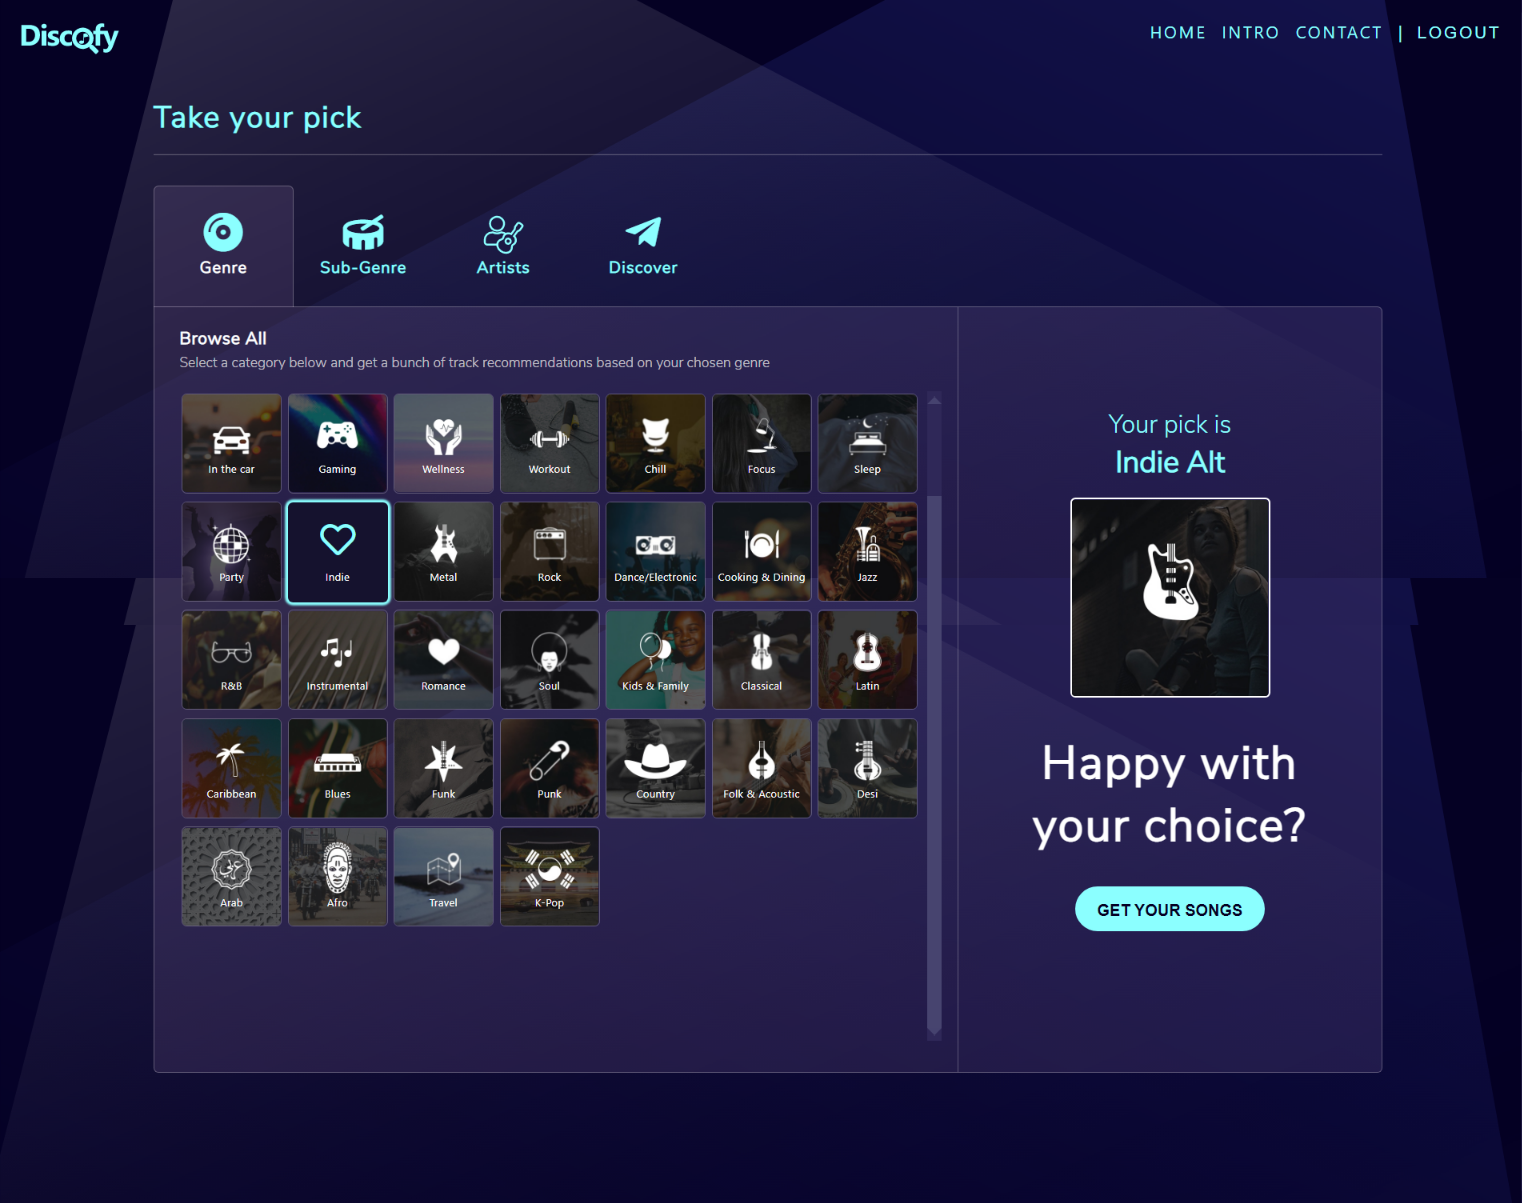 Discofy
HOME INTRO CONTACT | LOGOUT
Take your pick
Genre
Sub-Genre
Artists
Discover
Browse All
Select a category below and get a bunch of track recommendations based on your chosen genre
In the car
Gaming
Wellness
Workout
Chill
Focus
Sleep
Party
Indie
Metal
Rock
Dance/Electronic
Cooking & Dining
Jazz
R&B
Instrumental
Romance
Soul
Kids & Family
Classical
Latin
Caribbean
Blues
Funk
Punk
Country
Folk & Acoustic
Desi
عربي
Arab
Afro
Travel
K-Pop
Your pick is
Indie Alt
Happy with
your choice?
GET YOUR SONGS